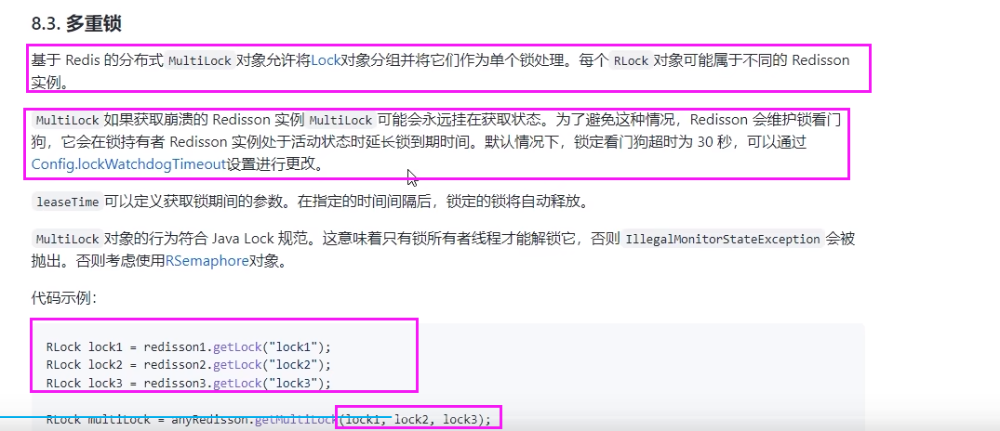 8.3. 多重锁
基于 Redis 的分布式 MultiLock 对象允许将Lock对象分组并将它们作为单个锁处理。每个 RLock 对象可能属于不同的 Redisson
实例。
MultiLock 如果获取崩溃的 Redisson 实例 MultiLock 可能会永远挂在获取状态。为了避免这种情况，Redisson 会维护锁看门
狗，它会在锁持有者 Redisson 实例处于活动状态时延长锁到期时间。默认情况下，锁定看门狗超时为 30 秒，可以通过
Config.lockWatchdogTimeout设置进行更改。
leaseTime 可以定义获取锁期间的参数。在指定的时间间隔后，锁定的锁将自动释放。
MultiLock 对象的行为符合 Java Lock 规范。这意味着只有锁所有者线程才能解锁它，否则 IllegalMonitorStateException 会被
抛出。否则考虑使用RSemaphore对象。
代码示例：
RLock lock1 = redisson1.getLock("lock1");
RLock lock2 = redisson2.getLock("lock2");
RLock lock3 = redisson3.getLock("lock3");
RLock multiLock = anyRedisson.getMultiLock(lock1, lock2, lock3);